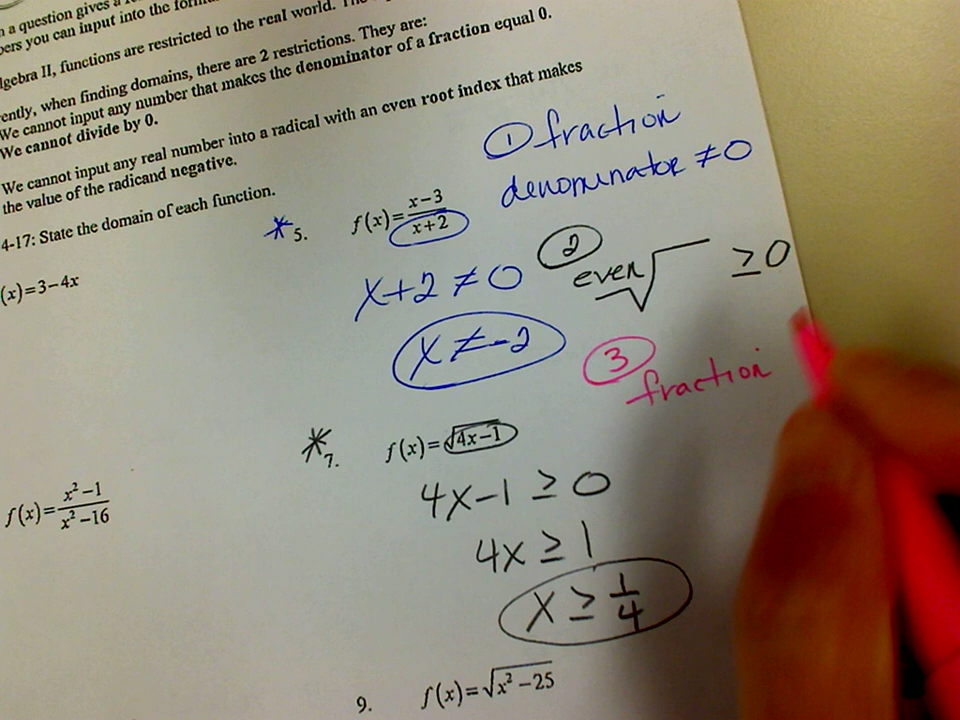 n a question gives a
pers you can input into the form
lgebra II, functions are restricted to the real world.
rently, when finding domains, there are 2 restrictions. They are:
We cannot input any number that makes the denominator of a fraction equal 0.
We cannot divide by 0.
We cannot input any real number into a radical with an even root index that makes
the value of the radicand negative.
4-17: State the domain of each function.
① fraction
denominator ≠ 0
* 5. f(x)=\frac{x-3}{x+2}
(x)=3-4x
x+2 ≠ 0
x ≠ -2
② even √ ≥ 0
③ fraction
* 7. f(x)=√(4x-1)
4x-1 ≥ 0
4x ≥ 1
x ≥ 1/4
f(x)=\frac{x²-1}{x²-16}
9. f(x)=√(x²-25)